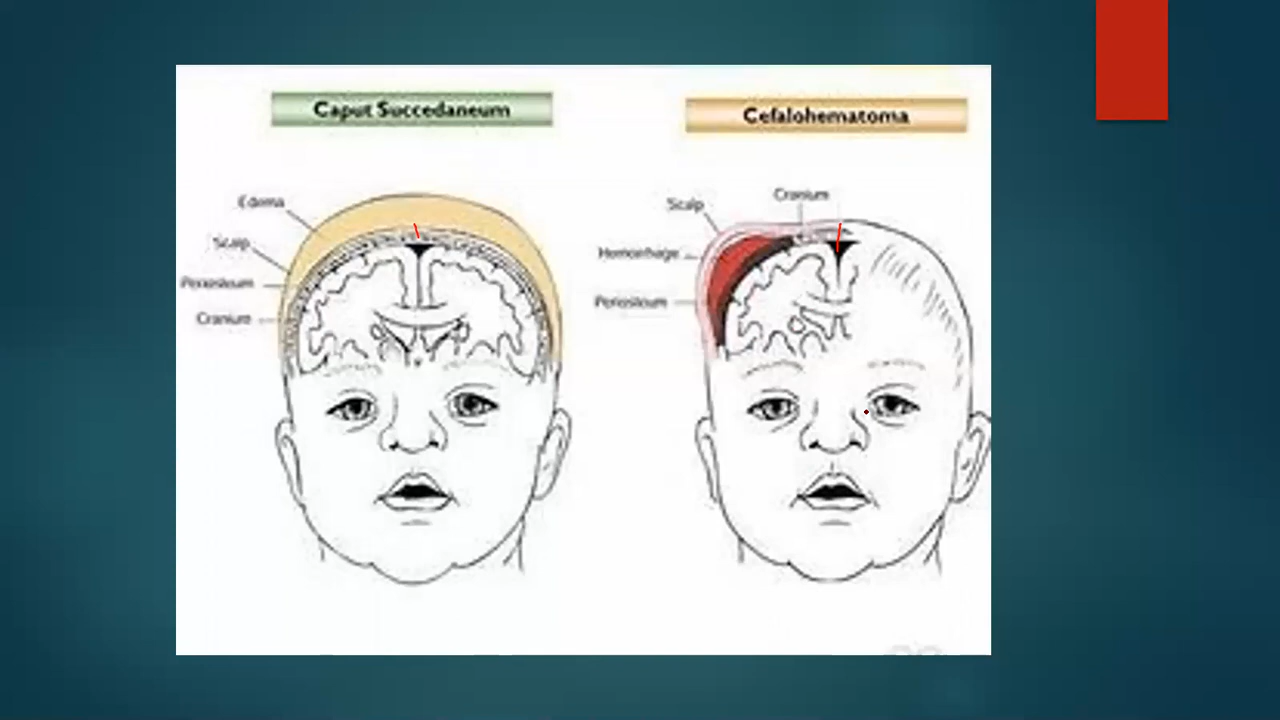 Caput Succedaneum
Edema
Scalp
Periosteum
Cranium
Cefalohematoma
Cranium
Scalp
Hemorrhage
Periosteum